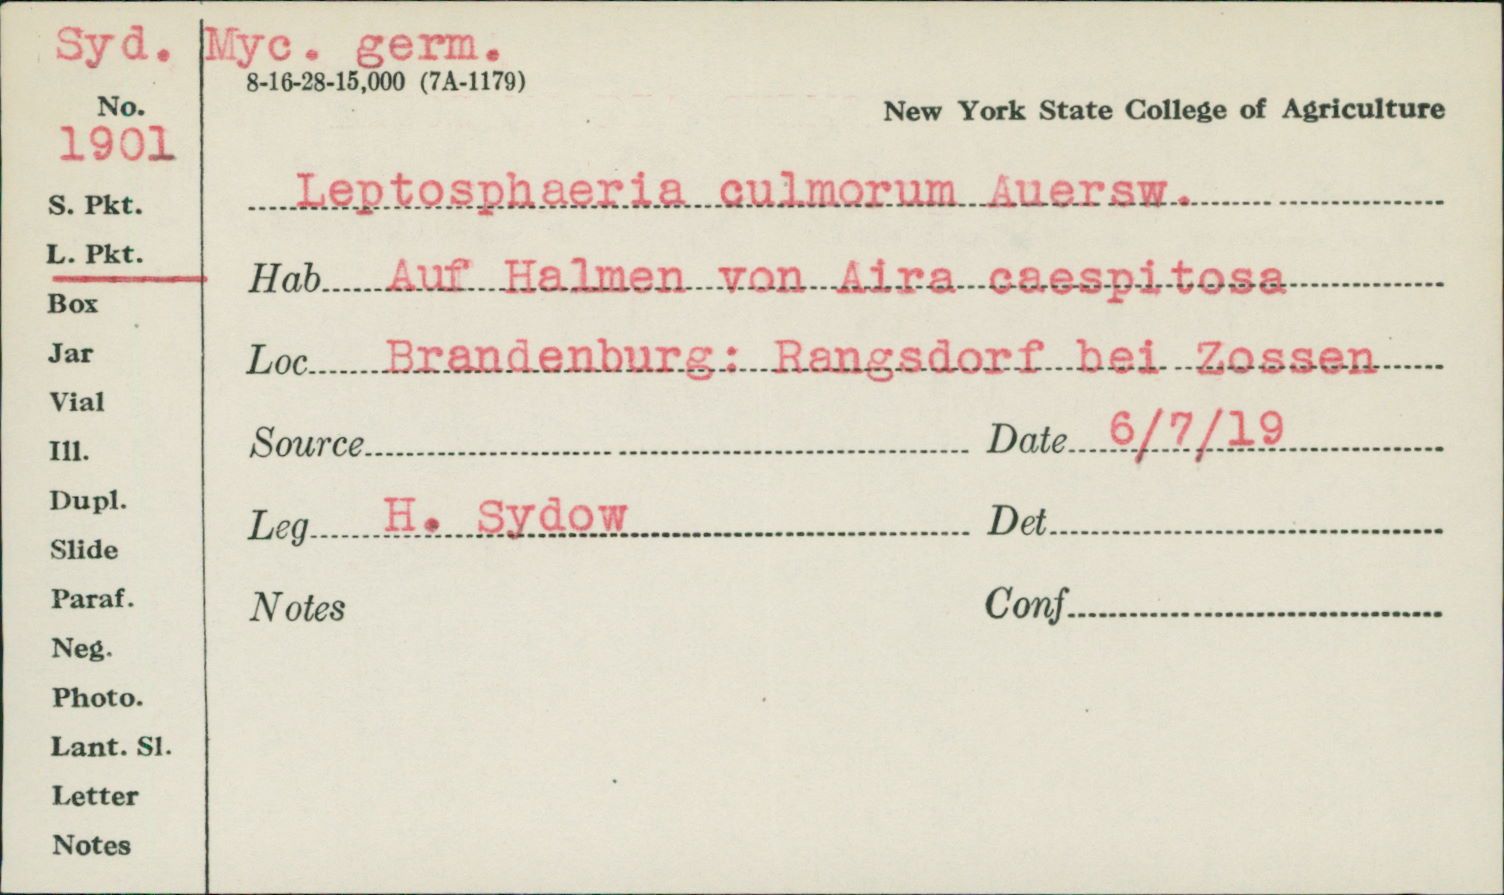 Syd. Myc. germ.
8-16-28-15,000 (7A-1179)
No.
1901
New York State College of Agriculture
S. Pkt.
L. Pkt.
Box
Jar
Vial
Ill.
Dupl.
Slide
Paraf.
Neg.
Photo.
Lant. Sl.
Letter
Notes
Leptosphaeria culmorum Auersw.
Hab. Auf Halmen von Aira caespitosa
Loc. Brandenburg: Rangsdorf bei Zossen
Source Date 6/7/19
Leg H. Sydow Det
Notes Conf